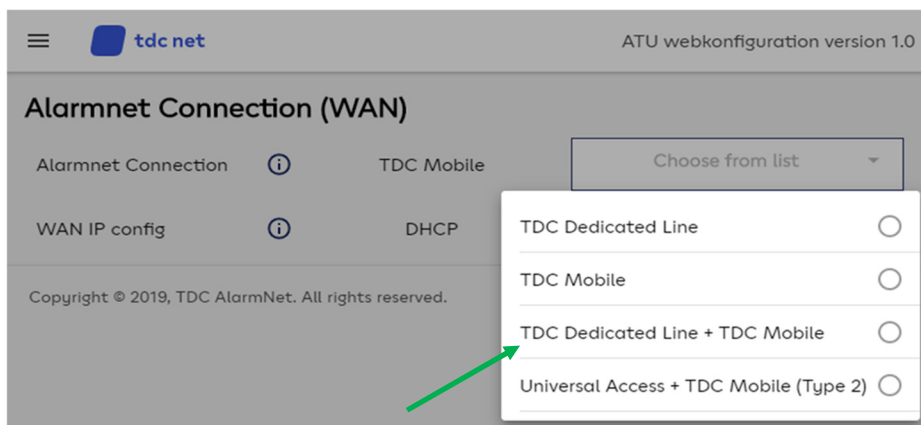 tdc net
ATU webkonfiguration version 1.0
Alarmnet Connection (WAN)
Alarmnet Connection
TDC Mobile
Choose from list
WAN IP config
DHCP
TDC Dedicated Line
TDC Mobile
TDC Dedicated Line + TDC Mobile
Universal Access + TDC Mobile (Type 2)
Copyright © 2019, TDC AlarmNet. All rights reserved.